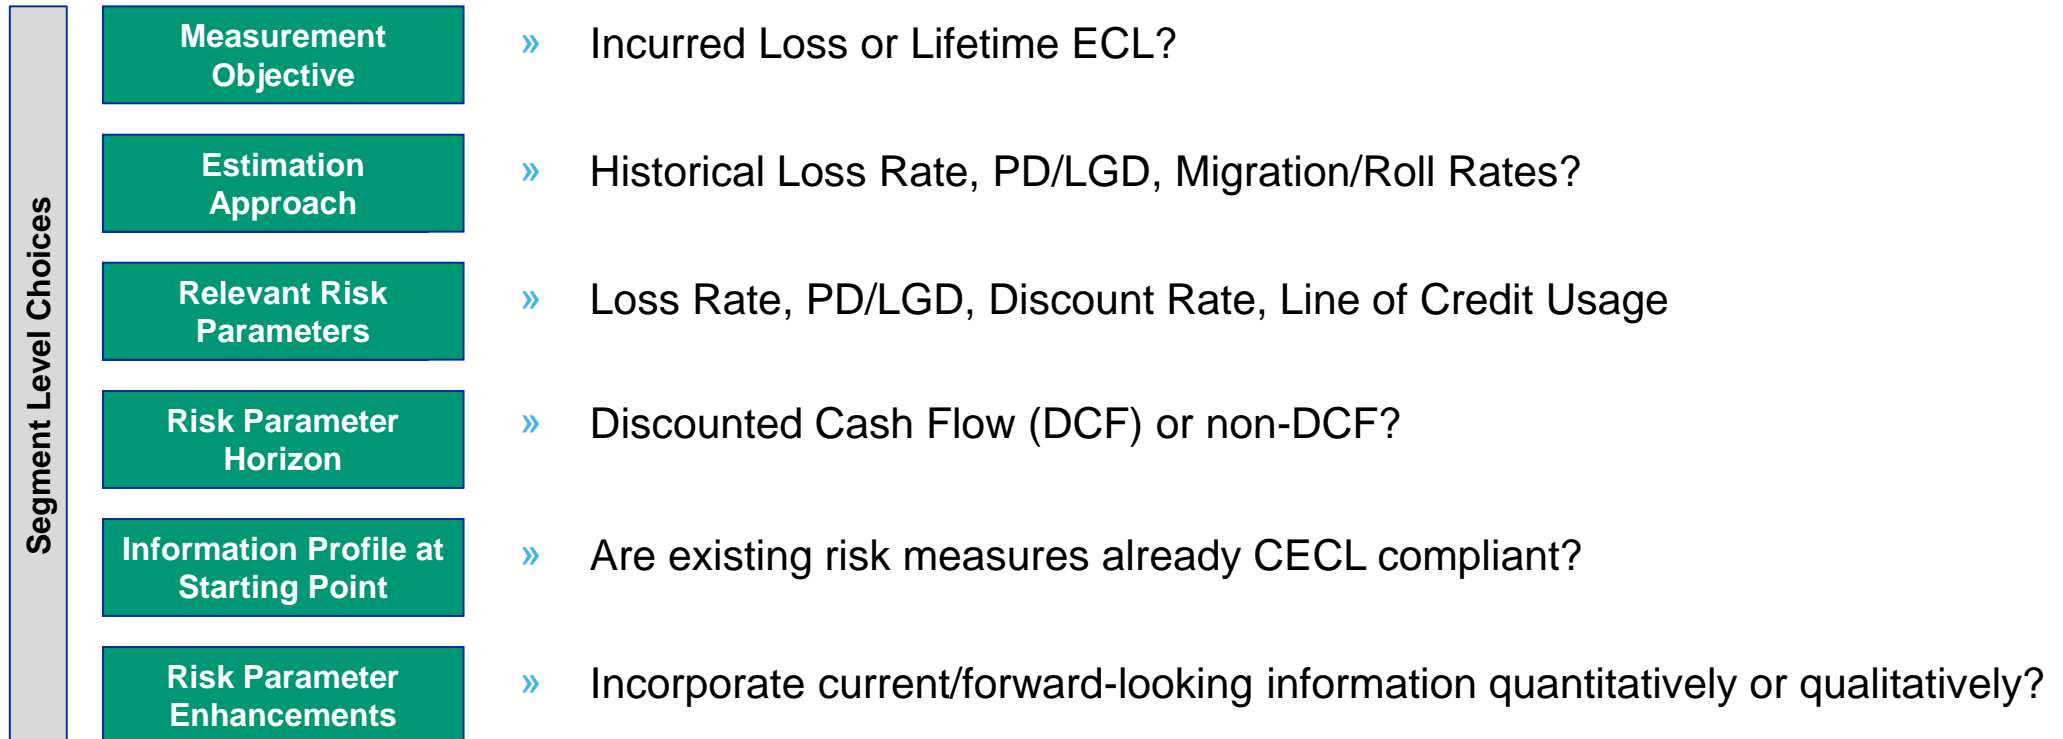 Segment Level Choices
Measurement
Objective
» Incurred Loss or Lifetime ECL?
Estimation
Approach
» Historical Loss Rate, PD/LGD, Migration/Roll Rates?
Relevant Risk
Parameters
» Loss Rate, PD/LGD, Discount Rate, Line of Credit Usage
Risk Parameter
Horizon
» Discounted Cash Flow (DCF) or non-DCF?
Information Profile at
Starting Point
» Are existing risk measures already CECL compliant?
Risk Parameter
Enhancements
» Incorporate current/forward-looking information quantitatively or qualitatively?